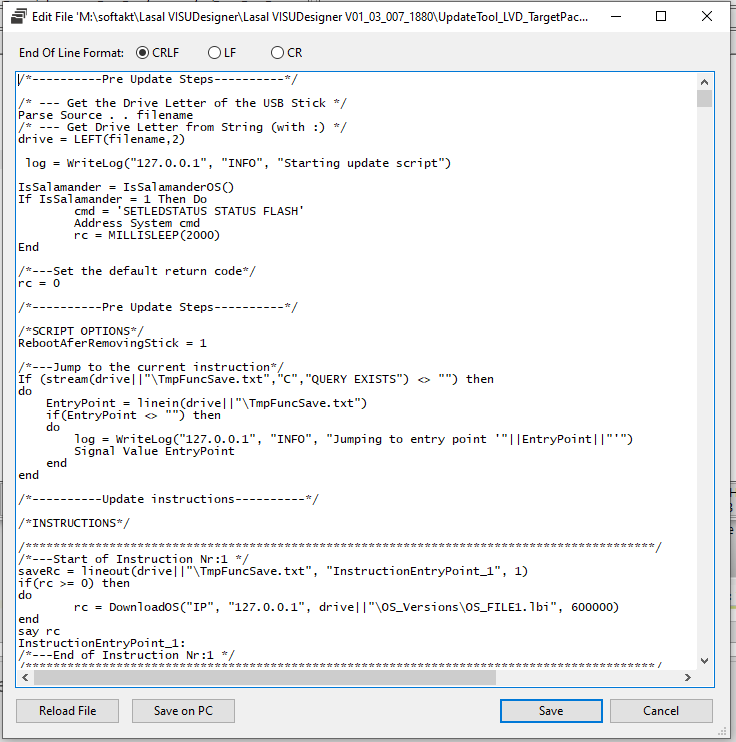 Edit File 'M:\softakt\Lasal VISUDesigner\Lasal VISUDesigner V01_03_007_1880\UpdateTool_LVD_TargetPac...
End Of Line Format: CRLF LF CR
/*----------Pre Update Steps----------*/
/* --- Get the Drive Letter of the USB Stick */
Parse Source . . filename
/* --- Get Drive Letter from String (with :) */
drive = LEFT(filename,2)
log = WriteLog("127.0.0.1", "INFO", "Starting update script")
IsSalamander = IsSalamanderOS()
If IsSalamander = 1 Then Do
cmd = 'SETLEDSTATUS STATUS FLASH'
Address System cmd
rc = MILLISLEEP(2000)
End
/*---Set the default return code*/
rc = 0
/*----------Pre Update Steps----------*/
/*SCRIPT OPTIONS*/
RebootAferRemovingStick = 1
/*---Jump to the current instruction*/
If (stream(drive||"\TmpFuncSave.txt","C","QUERY EXISTS") <> "") then
do
EntryPoint = linein(drive||"\TmpFuncSave.txt")
if(EntryPoint <> "") then
do
log = WriteLog("127.0.0.1", "INFO", "Jumping to entry point '"||EntryPoint||"'")
Signal Value EntryPoint
end
end
/*----------Update instructions----------*/
/*INSTRUCTIONS*/
/******************************************************************************************/
/*---Start of Instruction Nr:1 */
saveRc = lineout(drive||"\TmpFuncSave.txt", "InstructionEntryPoint_1", 1)
if(rc >= 0) then
do
rc = DownloadOS("IP", "127.0.0.1", drive||"\OS_Versions\OS_FILE1.lbi", 600000)
end
say rc
InstructionEntryPoint_1:
/*---End of Instruction Nr:1 */
/******************************************************************************************/
Reload File Save on PC Save Cancel